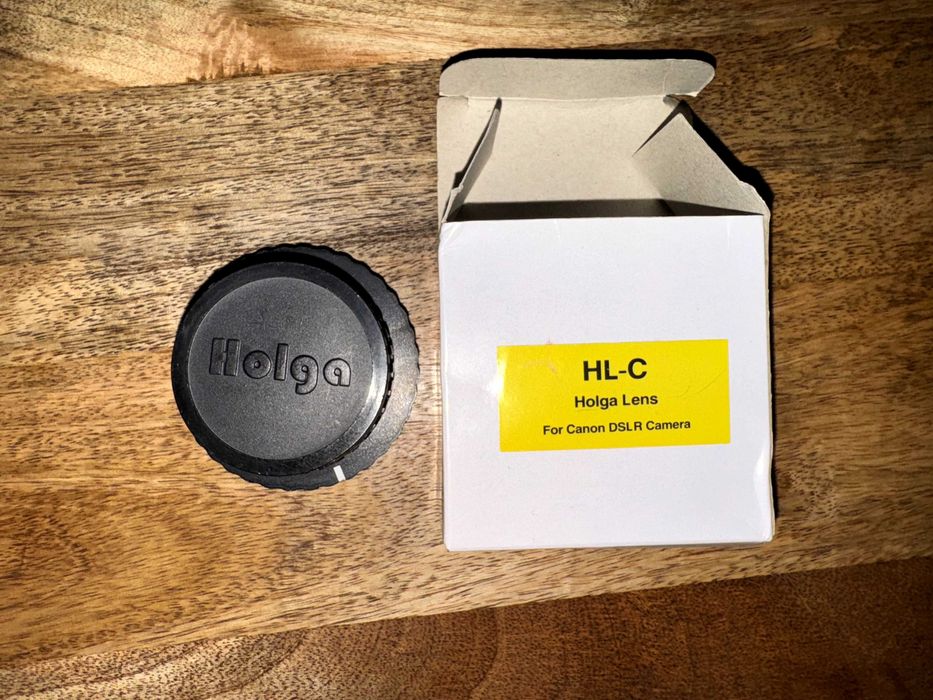 Holga
HL-C
Holga Lens
For Canon DSLR Camera